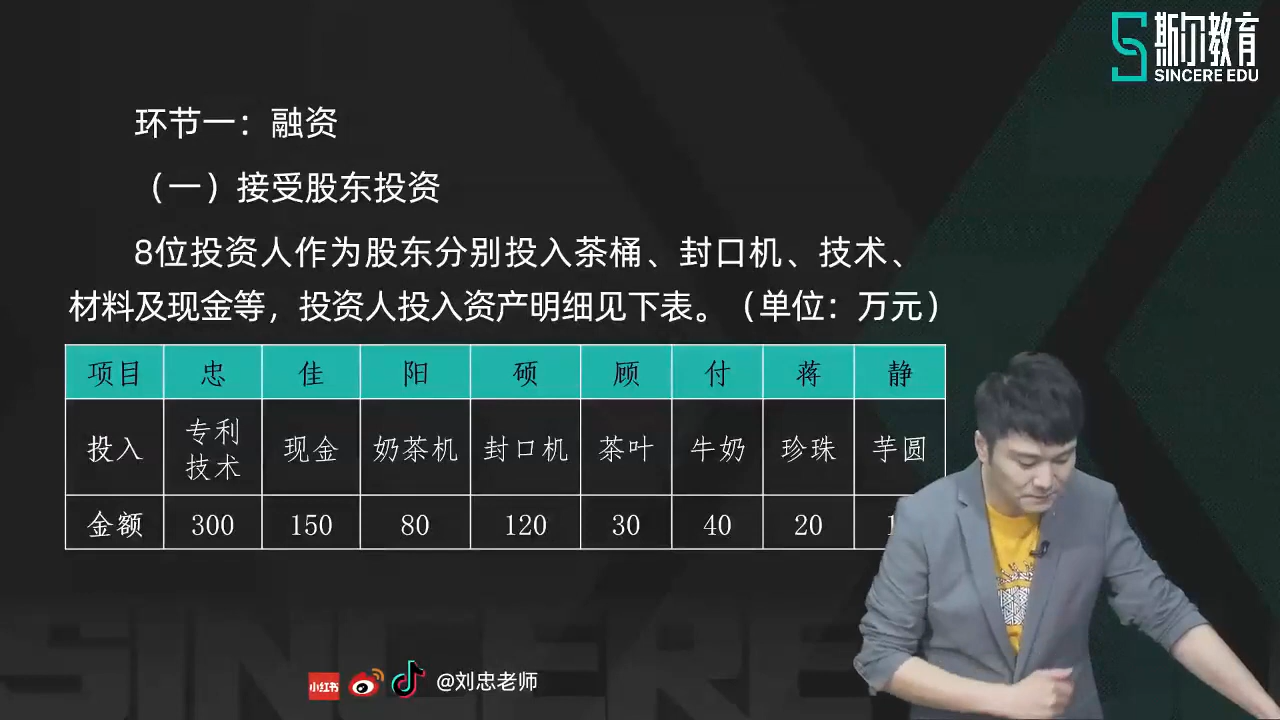 斯尔教育
SINCERE EDU
环节一：融资
（一）接受股东投资
8位投资人作为股东分别投入茶桶、封口机、技术、
材料及现金等，投资人投入资产明细见下表。（单位：万元）
项目 忠 佳 阳 硕 顾 付 蒋 静
投入 专利技术 现金 奶茶机 封口机 茶叶 牛奶 珍珠 芋圆
金额 300 150 80 120 30 40 20
小红书 @刘忠老师
SINCERE